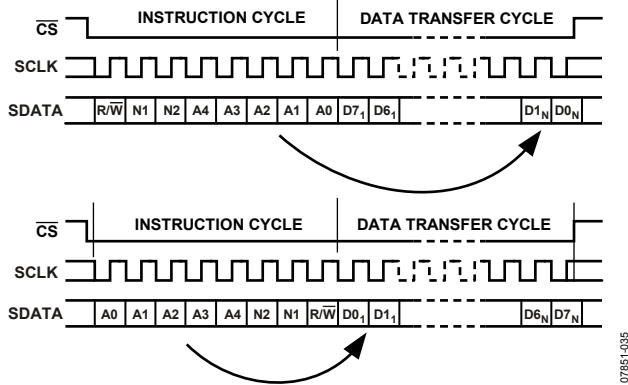 INSTRUCTION CYCLE DATA TRANSFER CYCLE
CS
SCLK
SDATA R/W N1 N2 A4 A3 A2 A1 A0 D7₁ D6₁ D1N D0N
INSTRUCTION CYCLE DATA TRANSFER CYCLE
CS
SCLK
SDATA A0 A1 A2 A3 A4 N2 N1 R/W D0₁ D1₁ D6N D7N
07851-035